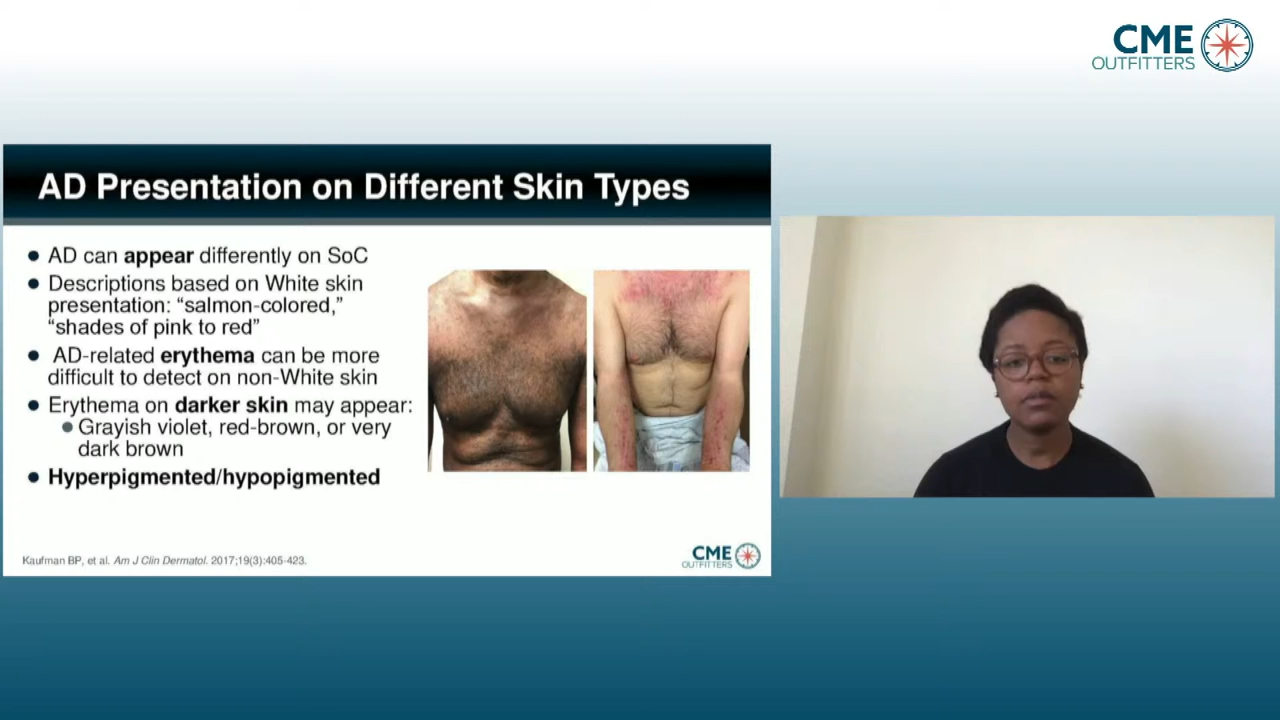 CME
OUTFITTERS
AD Presentation on Different Skin Types
AD can appear differently on SoC
Descriptions based on White skin
presentation: “salmon-colored,”
“shades of pink to red”
AD-related erythema can be more
difficult to detect on non-White skin
Erythema on darker skin may appear:
Grayish violet, red-brown, or very
dark brown
Hyperpigmented/hypopigmented
Kaufman BP, et al. Am J Clin Dermatol. 2017;19(3):405-423.
CME
OUTFITTERS